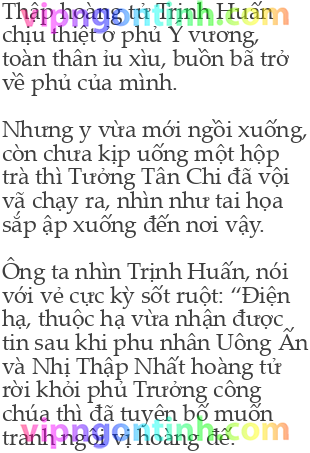 Thập hoàng tử Trịnh Huấn
chịu thiệt ở phủ Ý vương,
toàn thân iu xìu, buồn bã trở
về phủ của mình.
Nhưng y vừa mới ngồi xuống,
còn chưa kịp uống một hộp
trà thì Tưởng Tân Chi đã vội
vã chạy ra, nhìn như tai họa
sắp ập xuống đến nơi vậy.
Ông ta nhìn Trịnh Huấn, nói
với vẻ cực kỳ sốt ruột: “Điện
hạ, thuộc hạ vừa nhận được
tin sau khi phu nhân Uông Ấn
và Nhị Thập Nhất hoàng tử
rời khỏi phủ Trưởng công
chúa thì đã tuyên bố muốn
tranh ngôi vị hoàng đế.
vipngontinh.com
vipngontinh.com